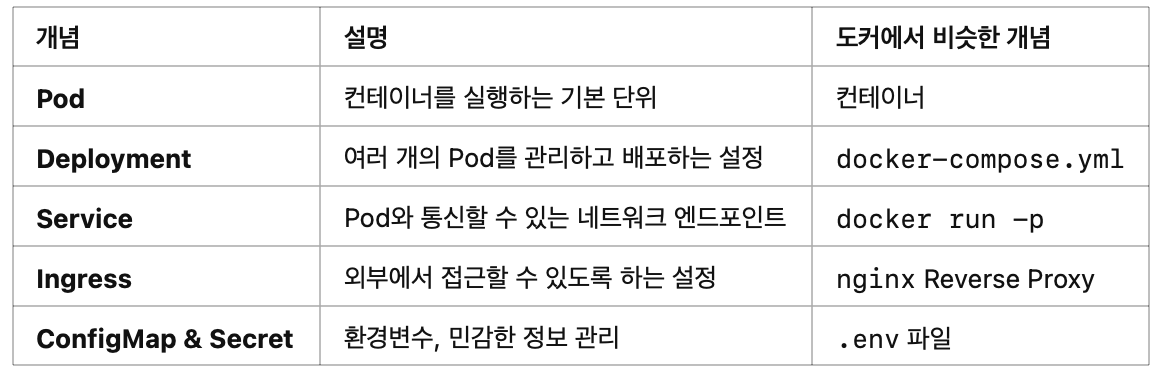 개념 설명 도커에서 비슷한 개념
Pod 컨테이너를 실행하는 기본 단위 컨테이너
Deployment 여러 개의 Pod를 관리하고 배포하는 설정 docker-compose.yml
Service Pod와 통신할 수 있는 네트워크 엔드포인트 docker run -p
Ingress 외부에서 접근할 수 있도록 하는 설정 nginx Reverse Proxy
ConfigMap & Secret 환경변수, 민감한 정보 관리 .env 파일